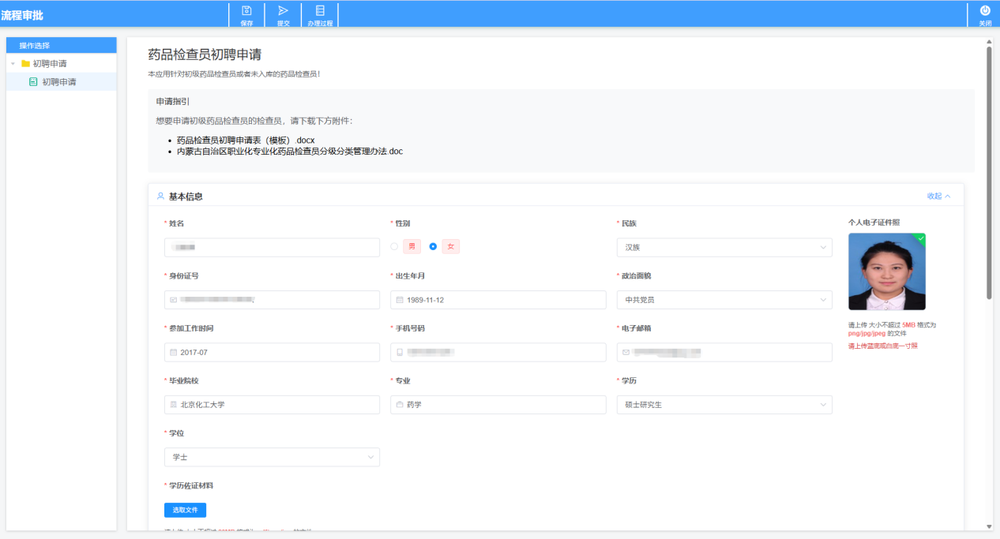 流程审批
保存
提交
办理过程
关闭
操作选择
初聘申请
初聘申请
药品检查员初聘申请
本应用针对初级药品检查员或者未入库的药品检查员!
申请指引
想要申请初级药品检查员的检查员，请下载下方附件：
药品检查员初聘申请表（模板）.docx
内蒙古自治区职业化专业化药品检查员分级分类管理办法.doc
基本信息
收起
* 姓名
* 性别
* 民族
个人电子证件照
男
女
汉族
* 身份证号
* 出生年月
* 政治面貌
1989-11-12
中共党员
* 参加工作时间
* 手机号码
* 电子邮箱
请上传 大小不超过 5MB 格式为
png/jpg/jpeg 的文件
请上传蓝底或白底一寸照
2017-07
* 毕业院校
* 专业
* 学历
北京化工大学
药学
硕士研究生
* 学位
学士
* 学历佐证材料
选取文件